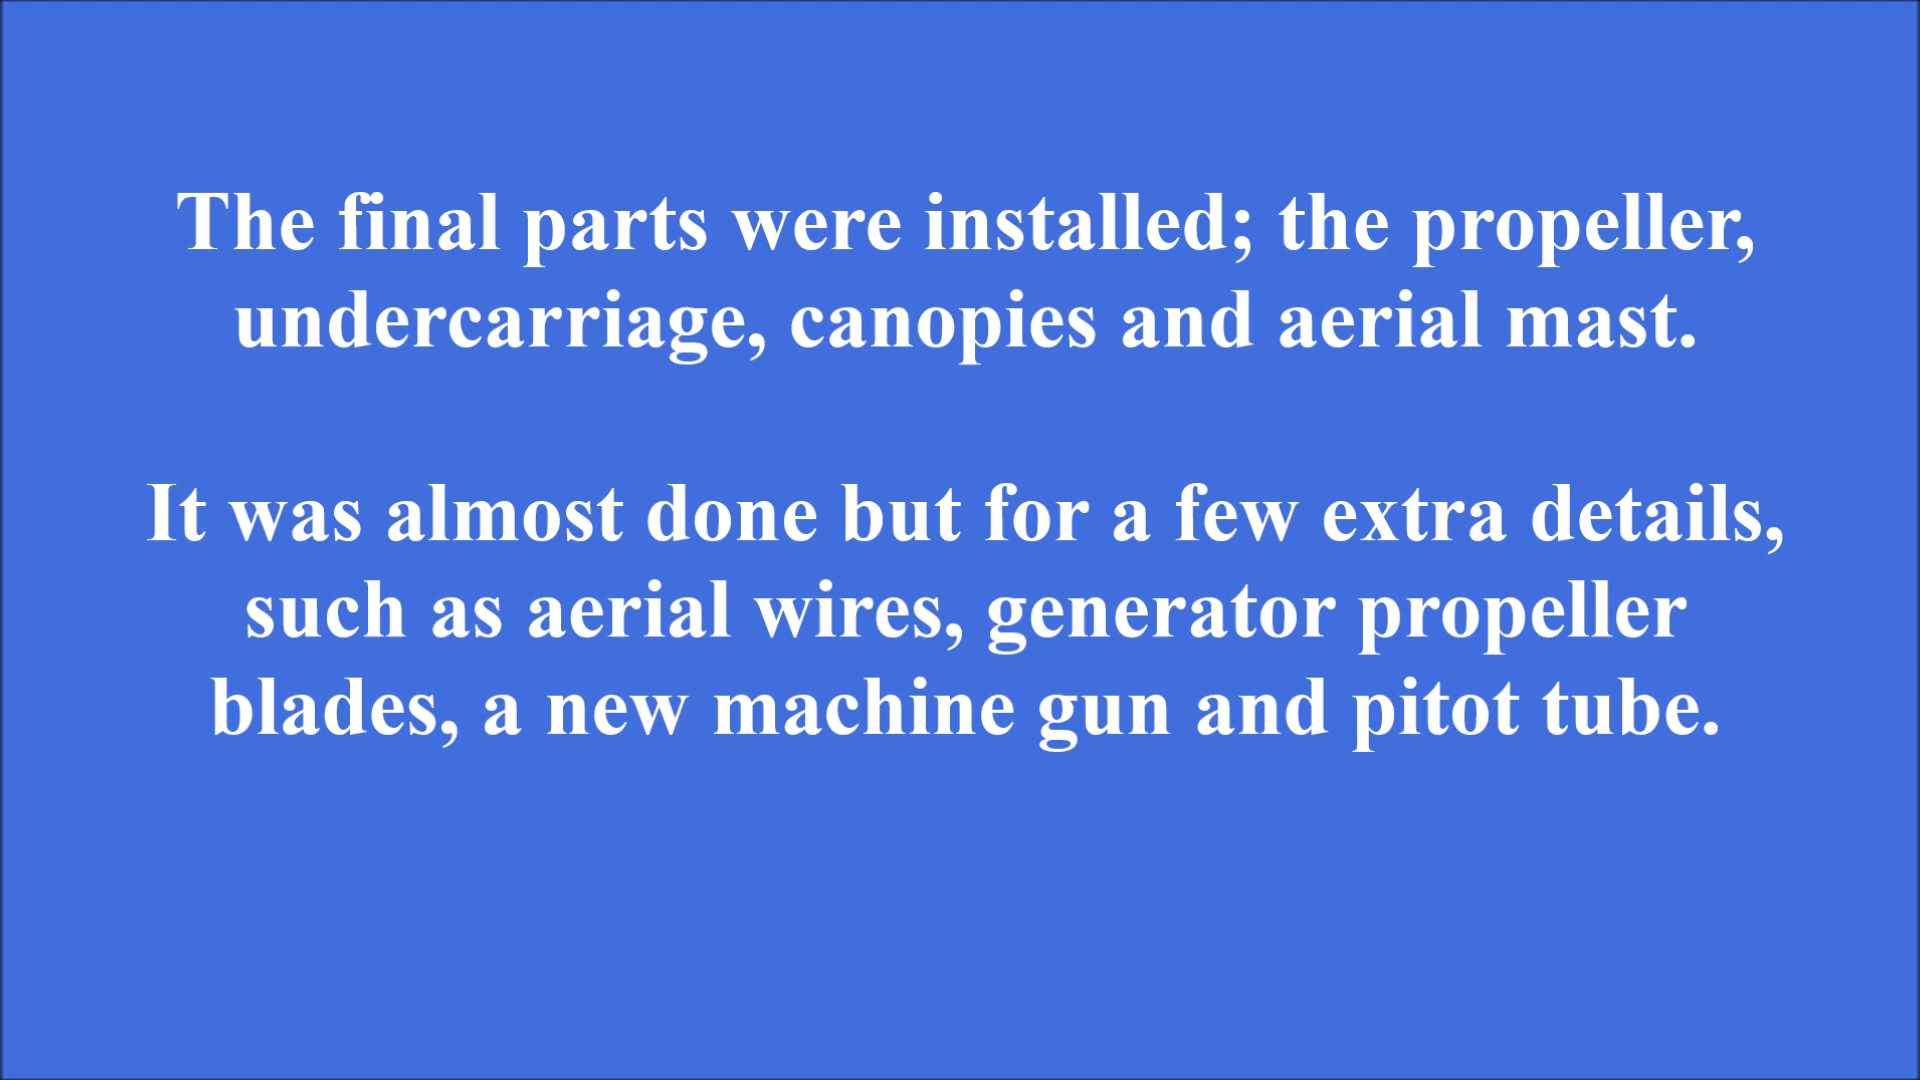 The final parts were installed; the propeller,
undercarriage, canopies and aerial mast.
It was almost done but for a few extra details,
such as aerial wires, generator propeller
blades, a new machine gun and pitot tube.